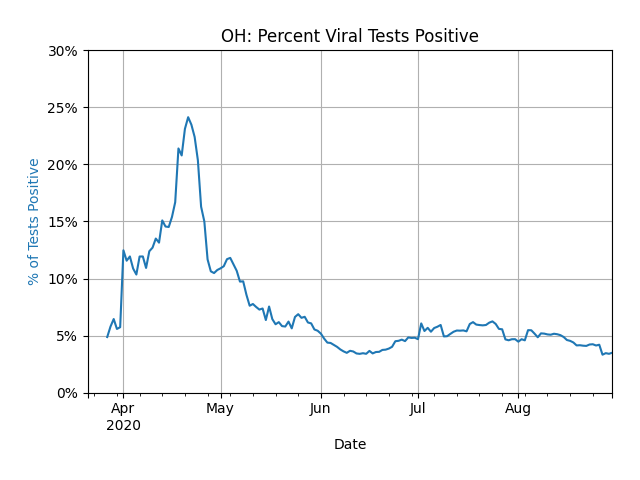 OH: Percent Viral Tests Positive
30%
25%
20%
15%
10%
5%
0%
% of Tests Positive
Apr
2020
May
Jun
Jul
Aug
Date